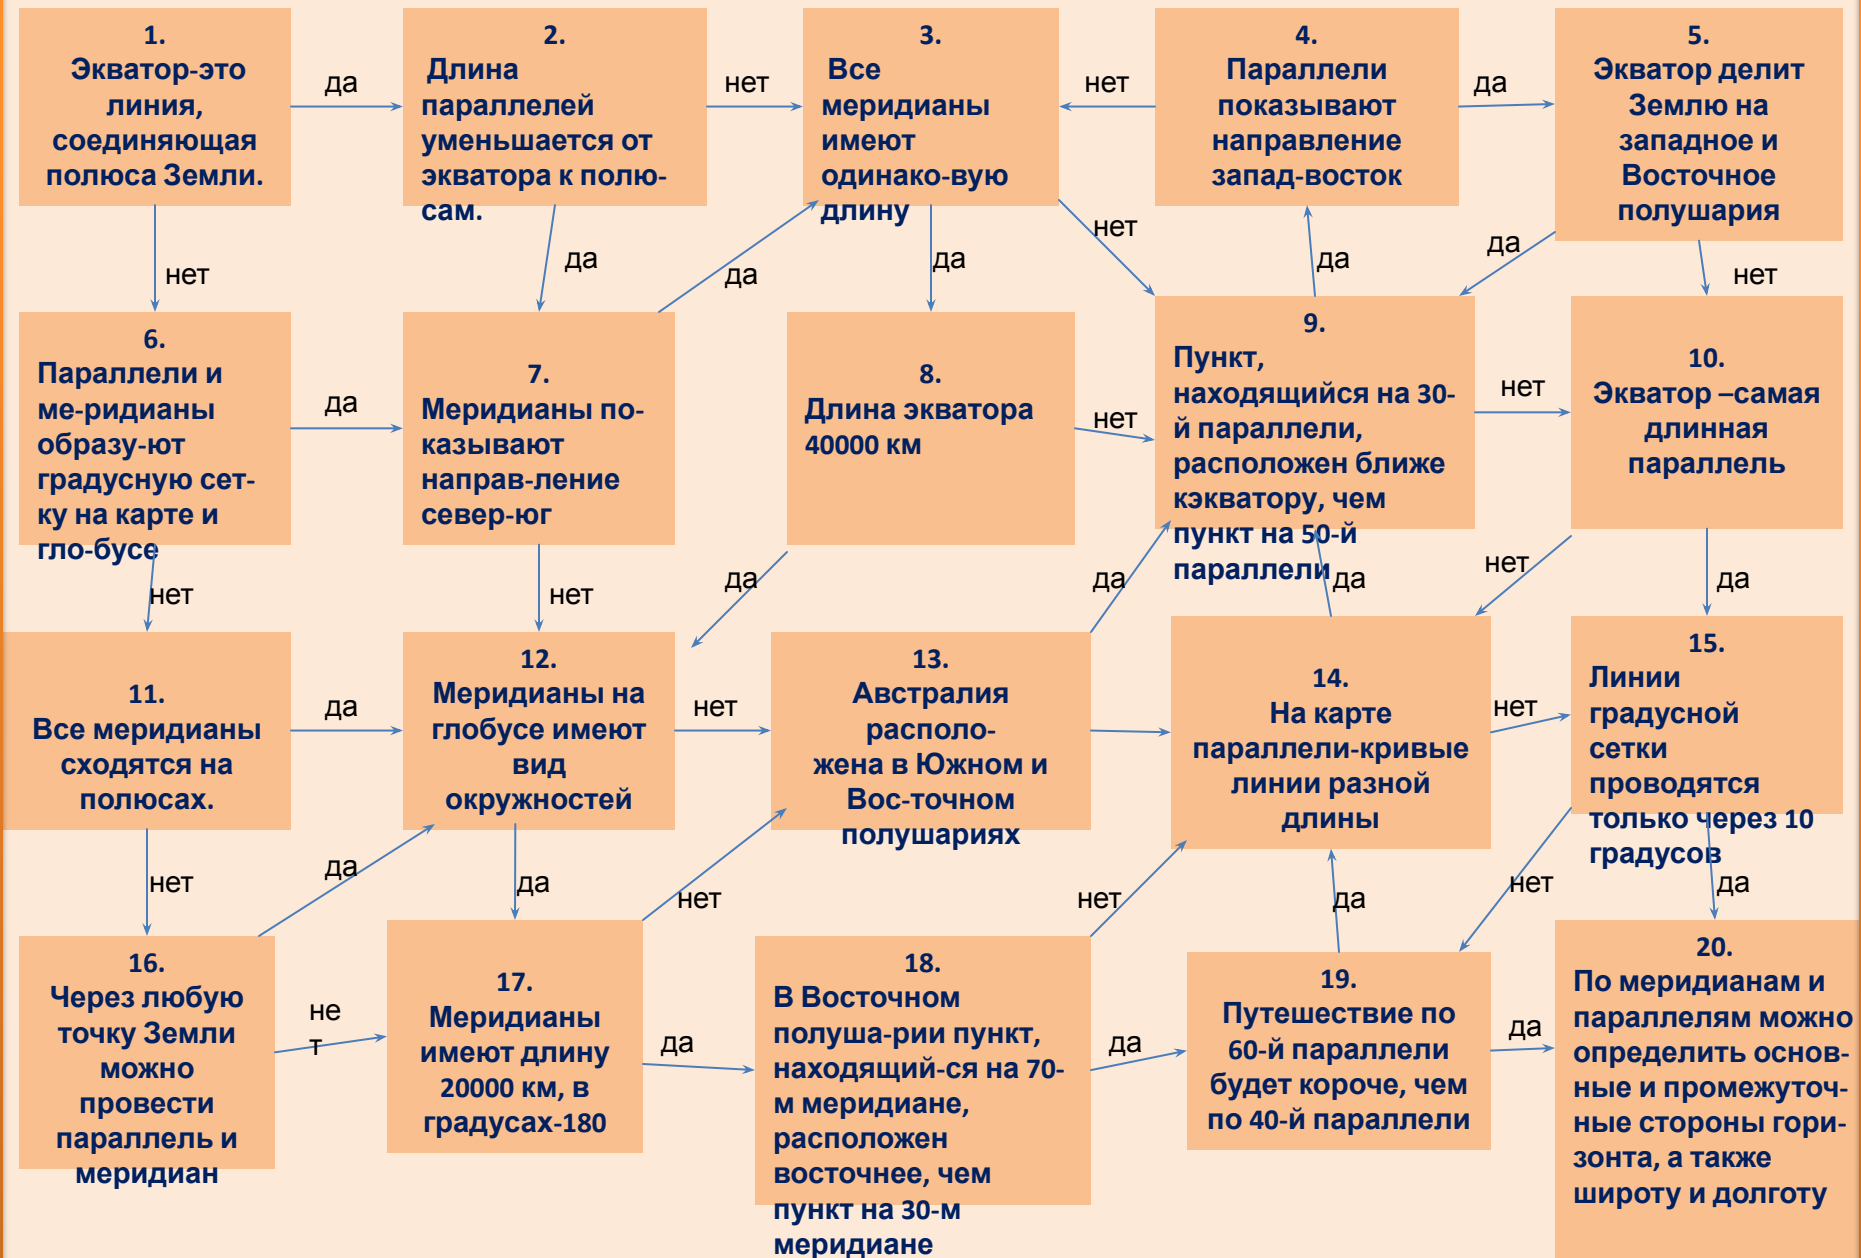 1.
Экватор-это
линия,
соединяющая
полюса Земли.
да
2.
Длина
параллелей
уменьшается от
экватора к полю-
сам.
нет
3.
Все
меридианы
имеют
одинако-вую
длину
нет
4.
Параллели
показывают
направление
запад-восток
да
5.
Экватор делит
Землю на
западное и
Восточное
полушария
нет
да
да
да
нет
да
да
нет
6.
Параллели и
ме-ридианы
образу-ют
градусную сет-
ку на карте и
гло-бусе
да
7.
Меридианы по-
казывают
направ-ление
север-юг
8.
Длина экватора
40000 км
нет
9.
Пункт,
находящийся на 30-
й параллели,
расположен ближе
кэкватору, чем
пункт на 50-й
параллели
нет
10.
Экватор –самая
длинная
параллель
нет
нет
да
да
да
нет
да
11.
Все меридианы
сходятся на
полюсах.
да
12.
Меридианы на
глобусе имеют
вид
окружностей
нет
13.
Австралия
располо-
жена в Южном и
Вос-точном
полушариях
14.
На карте
параллели-кривые
линии разной
длины
нет
15.
Линии
градусной
сетки
проводятся
только через 10
градусов
нет
да
да
нет
нет
да
нет
да
16.
Через любую
точку Земли
можно
провести
параллель и
меридиан
не
т
17.
Меридианы
имеют длину
20000 км, в
градусах-180
да
18.
В Восточном
полуша-рии пункт,
находящий-ся на 70-
м меридиане,
расположен
восточнее, чем
пункт на 30-м
меридиане
да
19.
Путешествие по
60-й параллели
будет короче, чем
по 40-й параллели
да
20.
По меридианам и
параллелям можно
определить основ-
ные и промежуточ-
ные стороны гори-
зонта, а также
широту и долготу